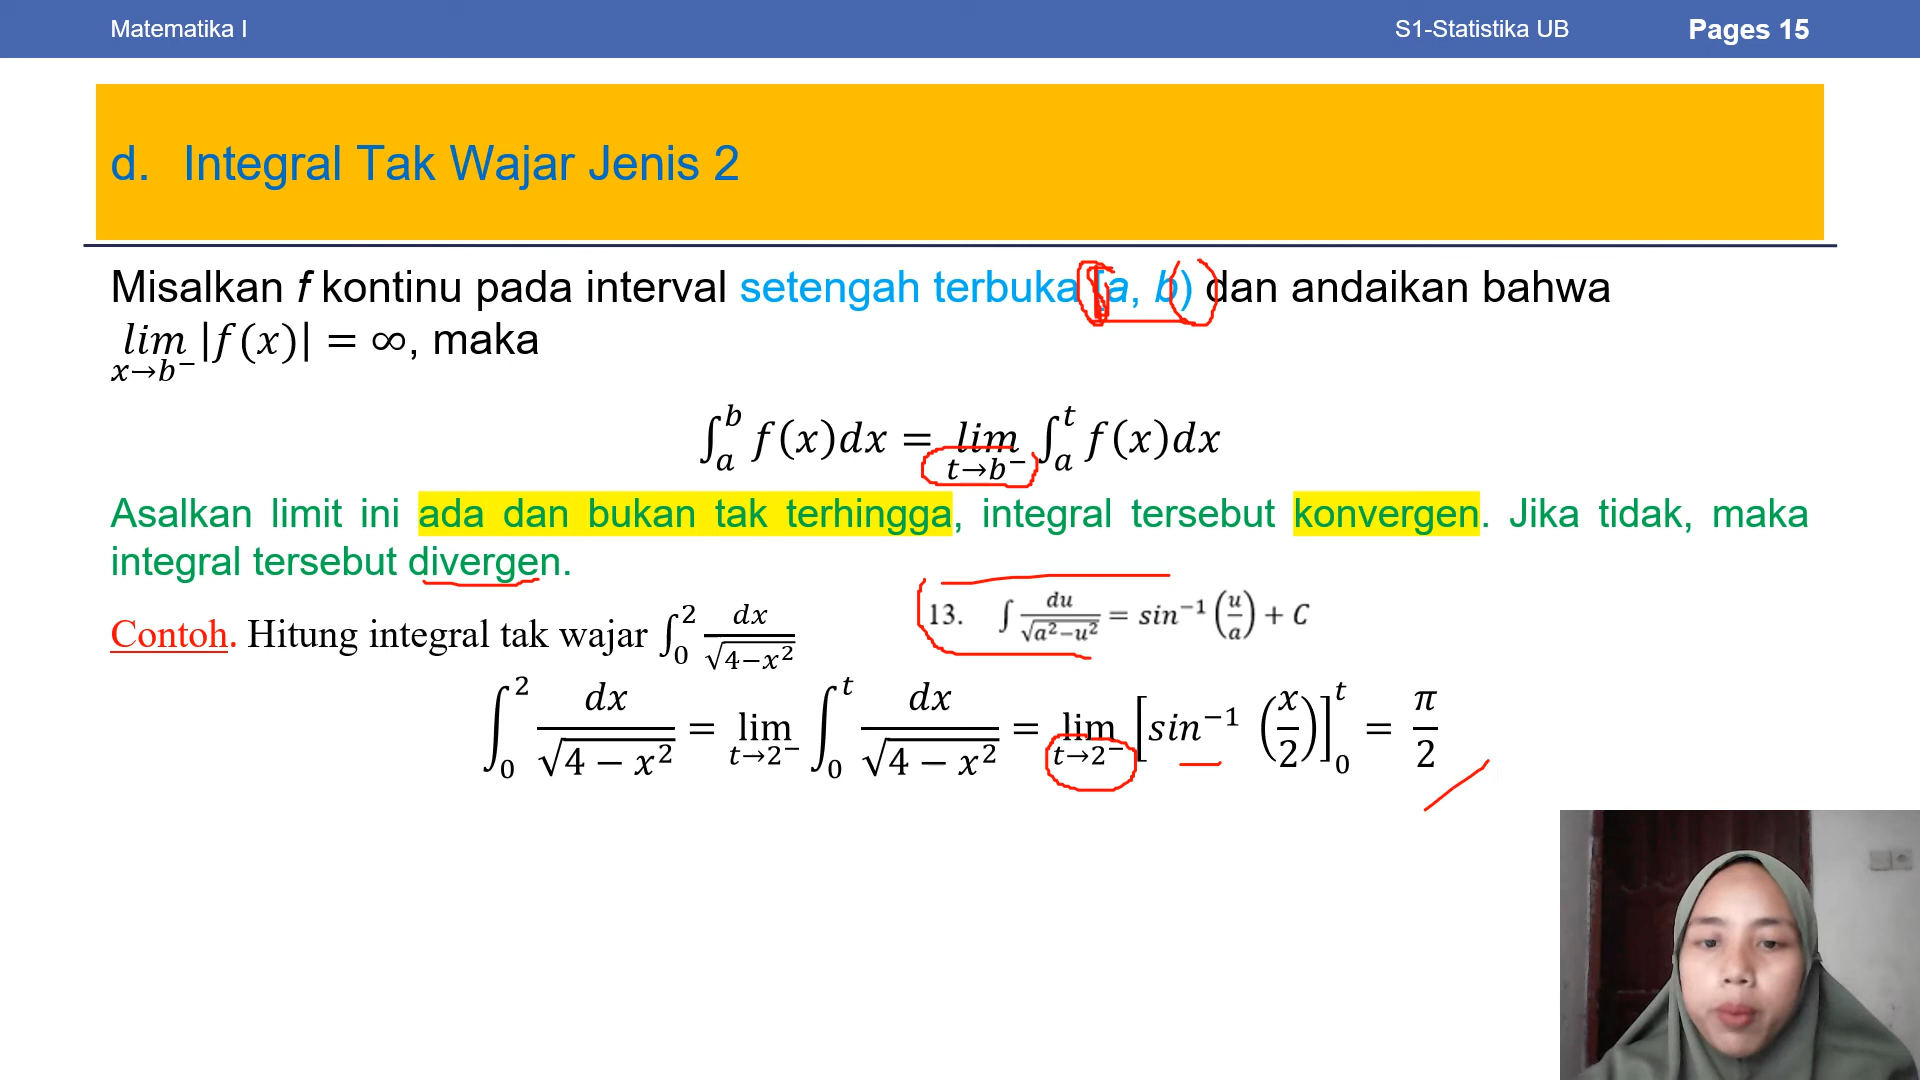 Matematika I
S1-Statistika UB
Pages 15
d. Integral Tak Wajar Jenis 2
Misalkan f kontinu pada interval setengah terbuka [a, b) dan andaikan bahwa
lim x→b⁻ |f(x)| = ∞, maka
∫ₐᵇ f(x)dx = lim t→b⁻ ∫ₐᵗ f(x)dx
Asalkan limit ini ada dan bukan tak terhingga, integral tersebut konvergen. Jika tidak, maka
integral tersebut divergen.
13. ∫ du/√(a²−u²) = sin⁻¹(u/a) + C
Contoh. Hitung integral tak wajar ∫₀² dx/√(4−x²)
∫₀² dx/√(4 − x²) = lim t→2⁻ ∫₀ᵗ dx/√(4 − x²) = lim t→2⁻ [sin⁻¹ (x/2)]₀ᵗ = π/2